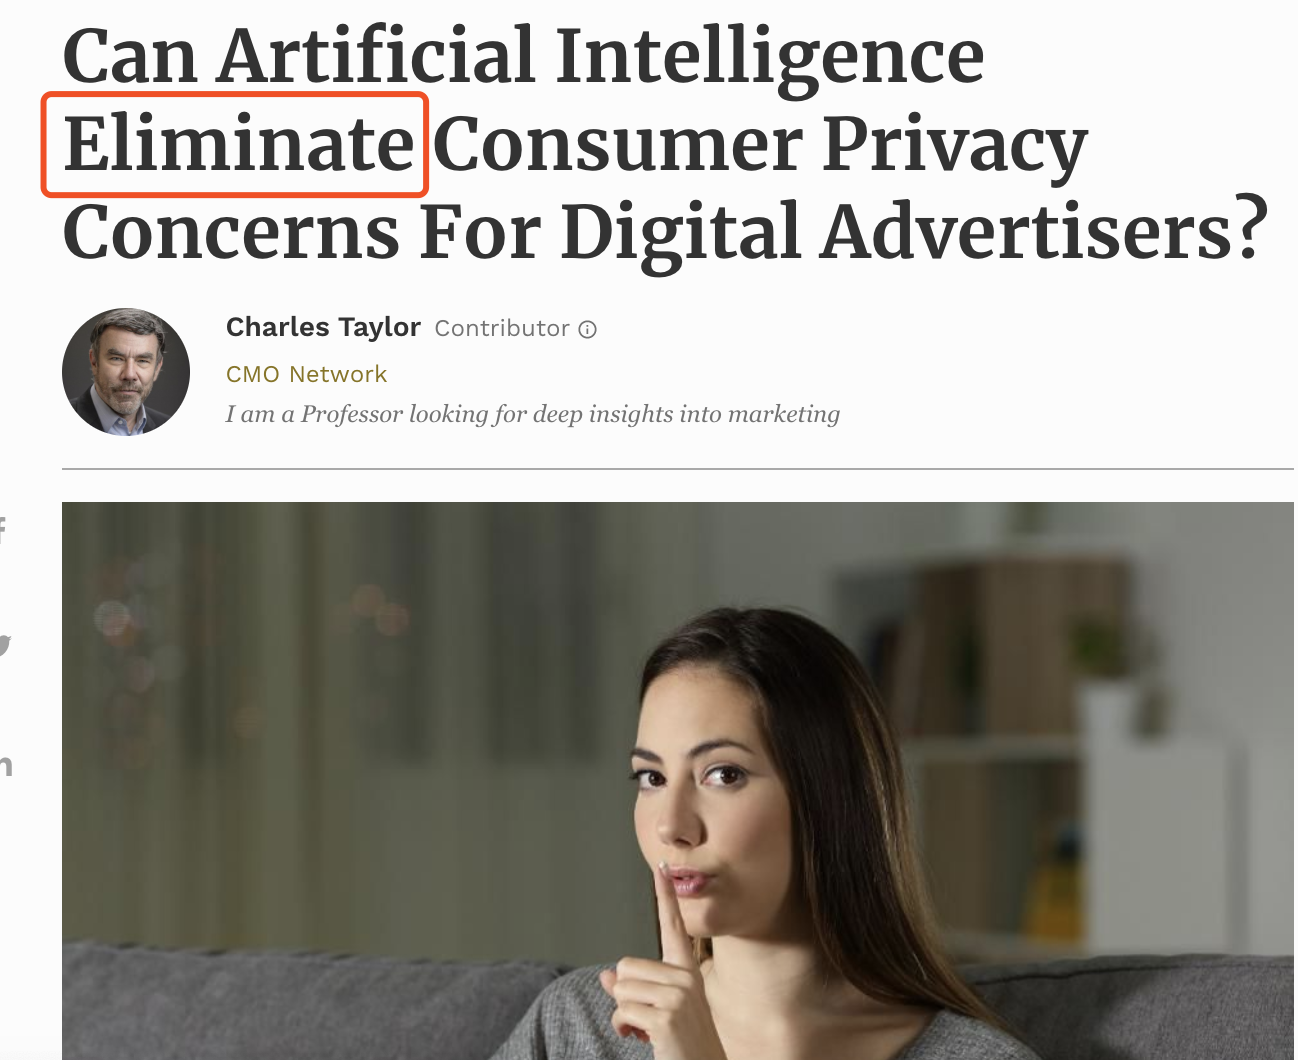 Can Artificial Intelligence
Eliminate Consumer Privacy
Concerns For Digital Advertisers?
Charles Taylor Contributor
CMO Network
I am a Professor looking for deep insights into marketing